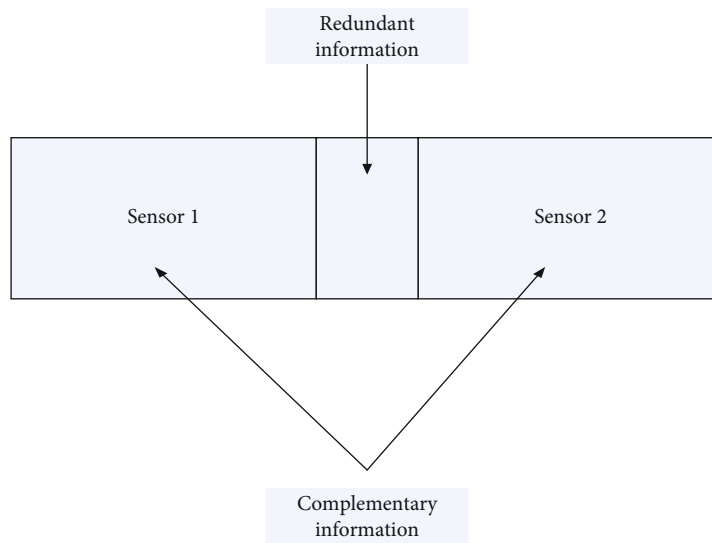 Redundant
information
Sensor 1
Sensor 2
Complementary
information